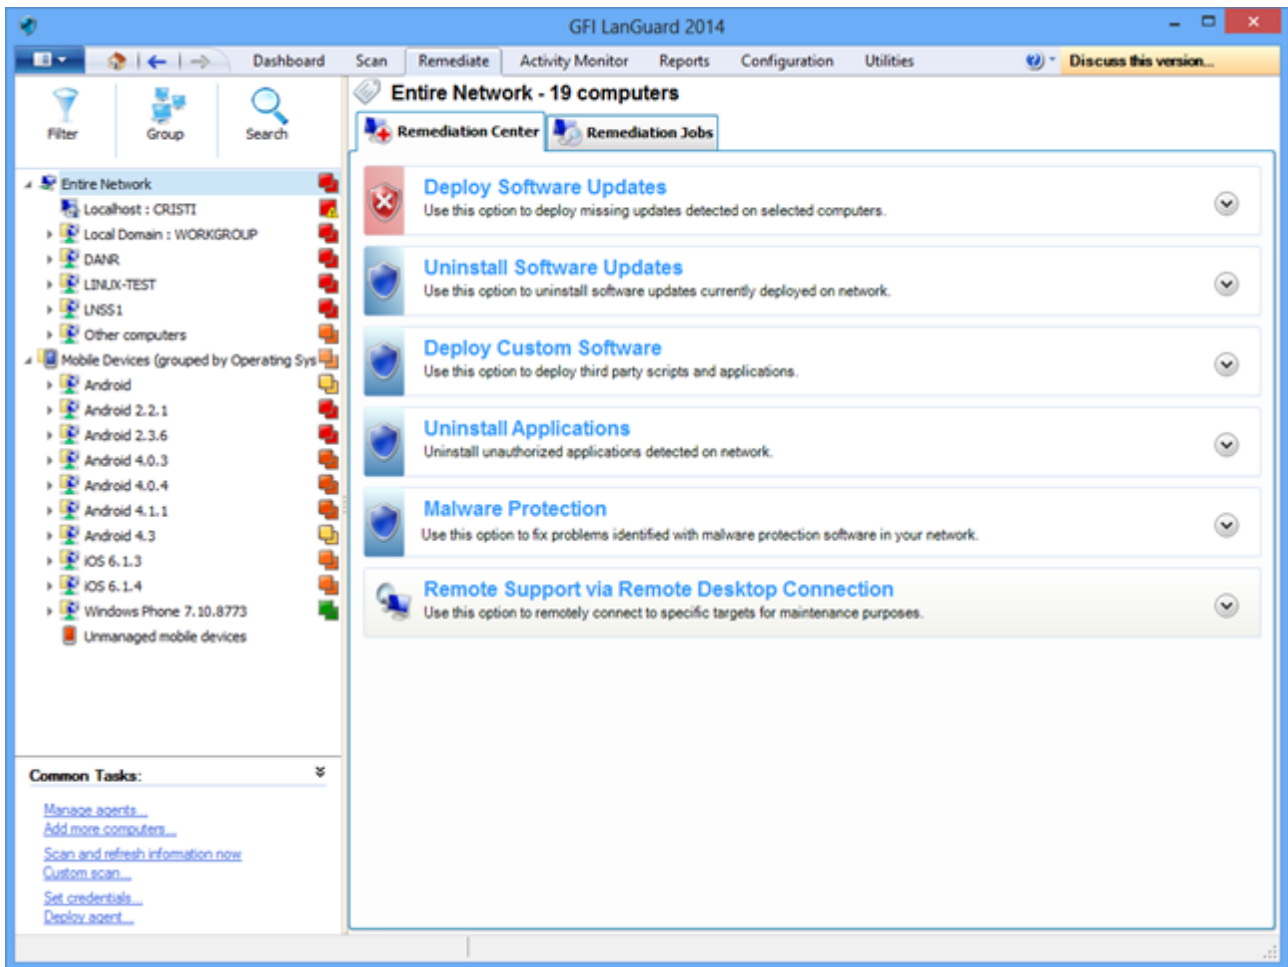 GFI LanGuard 2014
Dashboard Scan Remediate Activity Monitor Reports Configuration Utilities Discuss this version...
Filter Group Search
Entire Network
Localhost : CRISTI
Local Domain : WORKGROUP
DANR
LINUX-TEST
LNSS1
Other computers
Mobile Devices (grouped by Operating Sys
Android
Android 2.2.1
Android 2.3.6
Android 4.0.3
Android 4.0.4
Android 4.1.1
Android 4.3
iOS 6.1.3
iOS 6.1.4
Windows Phone 7.10.8773
Unmanaged mobile devices
Common Tasks:
Manage agents...
Add more computers...
Scan and refresh information now
Custom scan...
Set credentials...
Deploy agent...
Entire Network - 19 computers
Remediation Center Remediation Jobs
Deploy Software Updates
Use this option to deploy missing updates detected on selected computers.
Uninstall Software Updates
Use this option to uninstall software updates currently deployed on network.
Deploy Custom Software
Use this option to deploy third party scripts and applications.
Uninstall Applications
Uninstall unauthorized applications detected on network.
Malware Protection
Use this option to fix problems identified with malware protection software in your network.
Remote Support via Remote Desktop Connection
Use this option to remotely connect to specific targets for maintenance purposes.